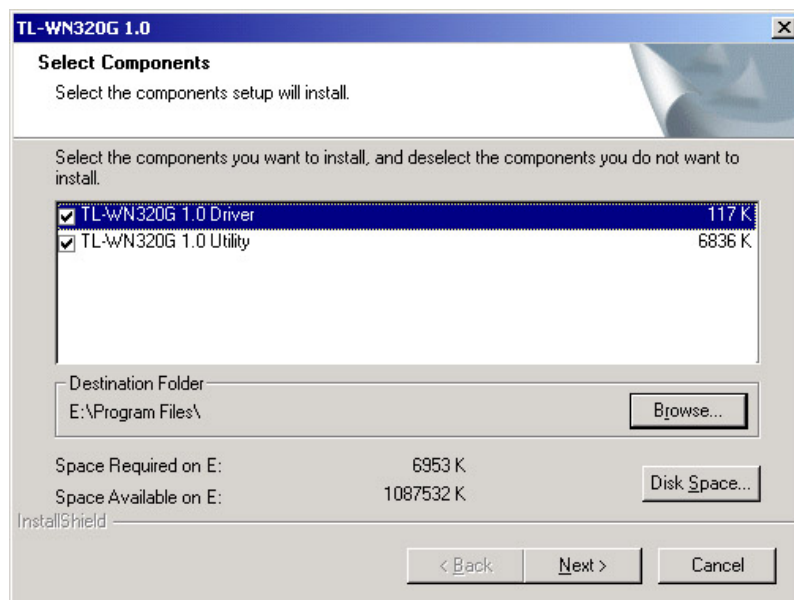 TL-WN320G 1.0
Select Components
Select the components setup will install.
Select the components you want to install, and deselect the components you do not want to
install.
TL-WN320G 1.0 Driver 117 K
TL-WN320G 1.0 Utility 6836 K
Destination Folder
E:\Program Files\
Browse...
Space Required on E: 6953 K
Space Available on E: 1087532 K
Disk Space...
InstallShield
< Back Next > Cancel